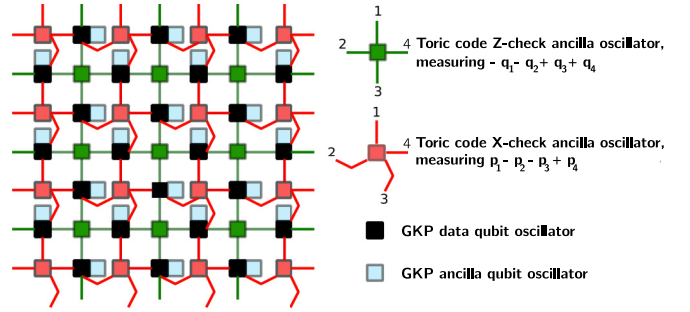 1
2
4
3
Toric code Z-check ancilla oscillator,
measuring - q1- q2+ q3+ q4
1
2
4
3
Toric code X-check ancilla oscillator,
measuring p1- p2- p3+ p4
GKP data qubit oscillator
GKP ancilla qubit oscillator